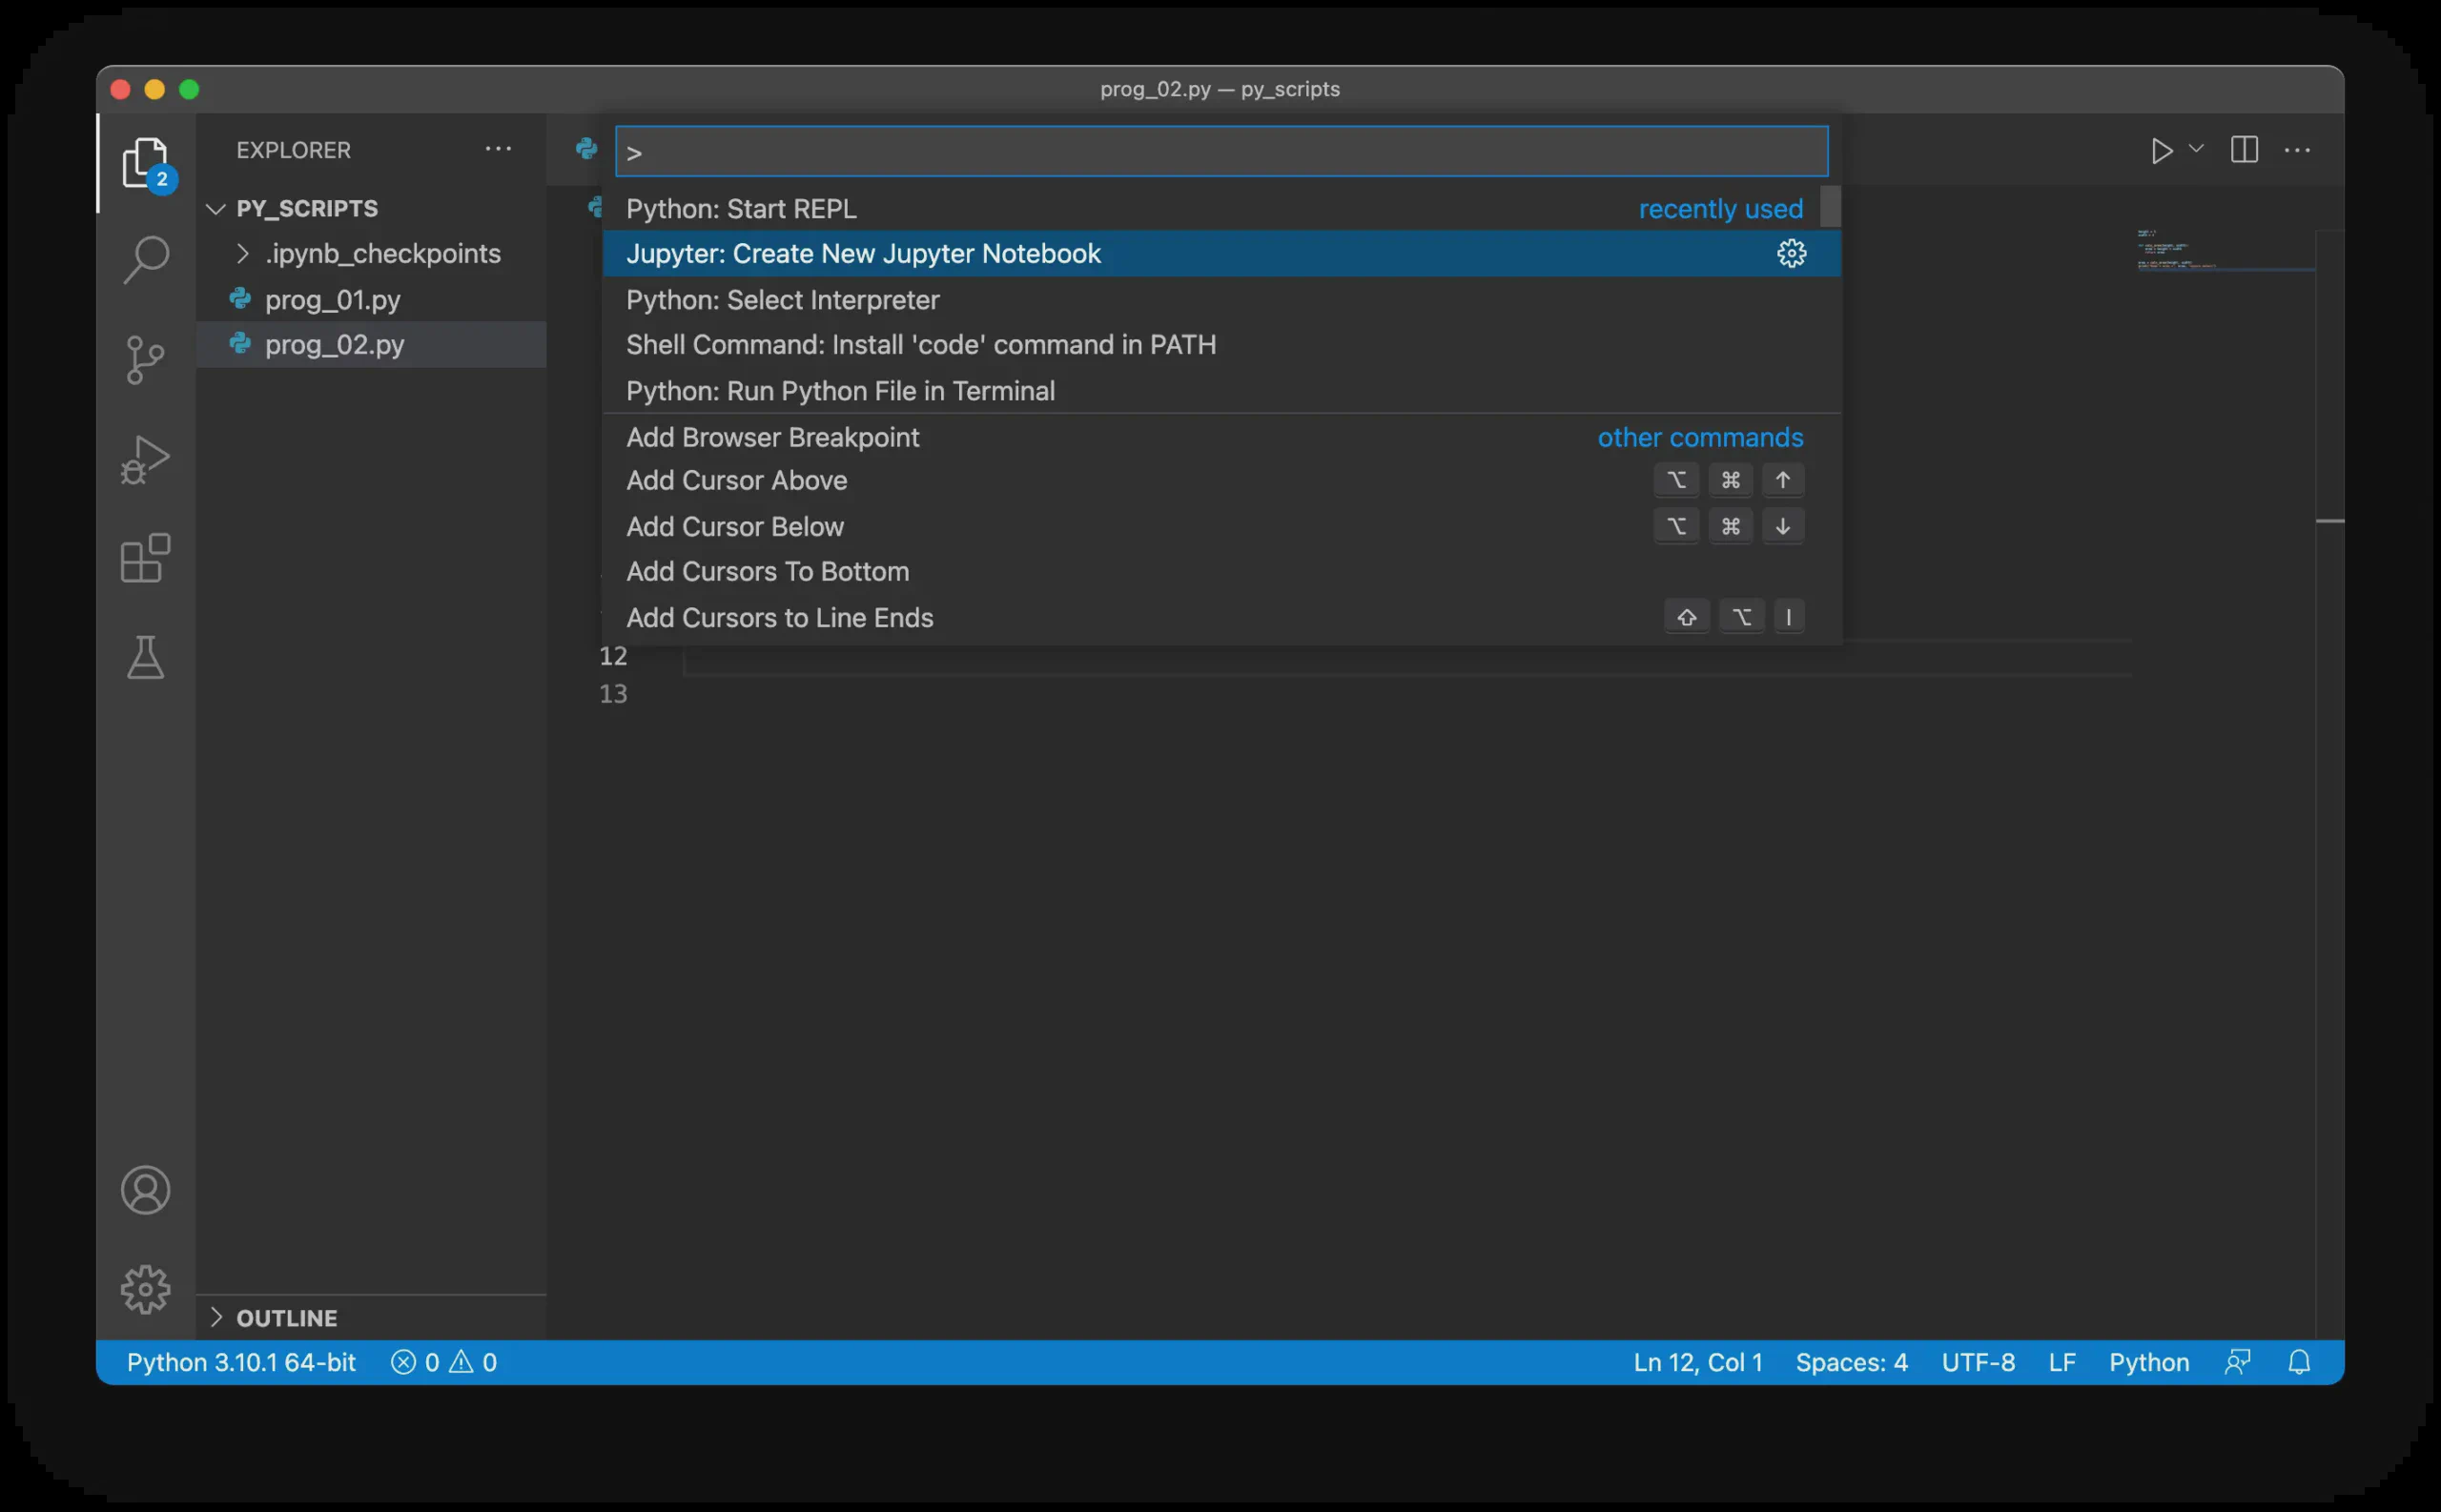 prog_02.py — py_scripts
EXPLORER
2
PY_SCRIPTS
.ipynb_checkpoints
prog_01.py
prog_02.py
OUTLINE
>
Python: Start REPL recently used
Jupyter: Create New Jupyter Notebook
Python: Select Interpreter
Shell Command: Install 'code' command in PATH
Python: Run Python File in Terminal
Add Browser Breakpoint other commands
Add Cursor Above ⌥ ⌘ ↑
Add Cursor Below ⌥ ⌘ ↓
Add Cursors To Bottom
Add Cursors to Line Ends ⇧ ⌥ I
12
13
Python 3.10.1 64-bit 0 0 Ln 12, Col 1 Spaces: 4 UTF-8 LF Python